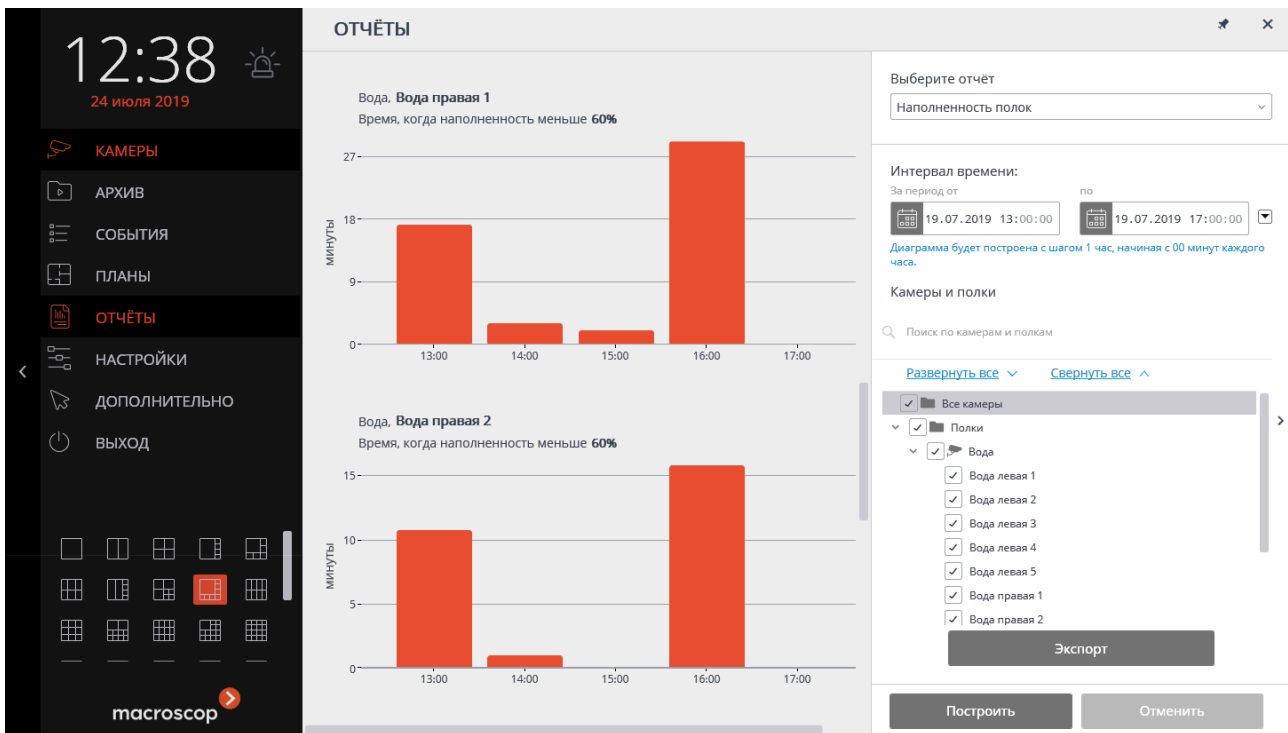 12:38
24 июля 2019
КАМЕРЫ
АРХИВ
СОБЫТИЯ
ПЛАНЫ
ОТЧЁТЫ
НАСТРОЙКИ
ДОПОЛНИТЕЛЬНО
ВЫХОД
macroscop
ОТЧЁТЫ
Вода, Вода правая 1
Время, когда наполненность меньше 60%
минуты
27
18
9
0
13:00 14:00 15:00 16:00 17:00
Вода, Вода правая 2
Время, когда наполненность меньше 60%
минуты
15
10
5
0
13:00 14:00 15:00 16:00 17:00
Выберите отчёт
Наполненность полок
Интервал времени:
За период от по
19.07.2019 13:00:00 19.07.2019 17:00:00
Диаграмма будет построена с шагом 1 час, начиная с 00 минут каждого
часа.
Камеры и полки
Поиск по камерам и полкам
Развернуть все Свернуть все
Все камеры
Полки
Вода
Вода левая 1
Вода левая 2
Вода левая 3
Вода левая 4
Вода левая 5
Вода правая 1
Вода правая 2
Экспорт
Построить Отменить